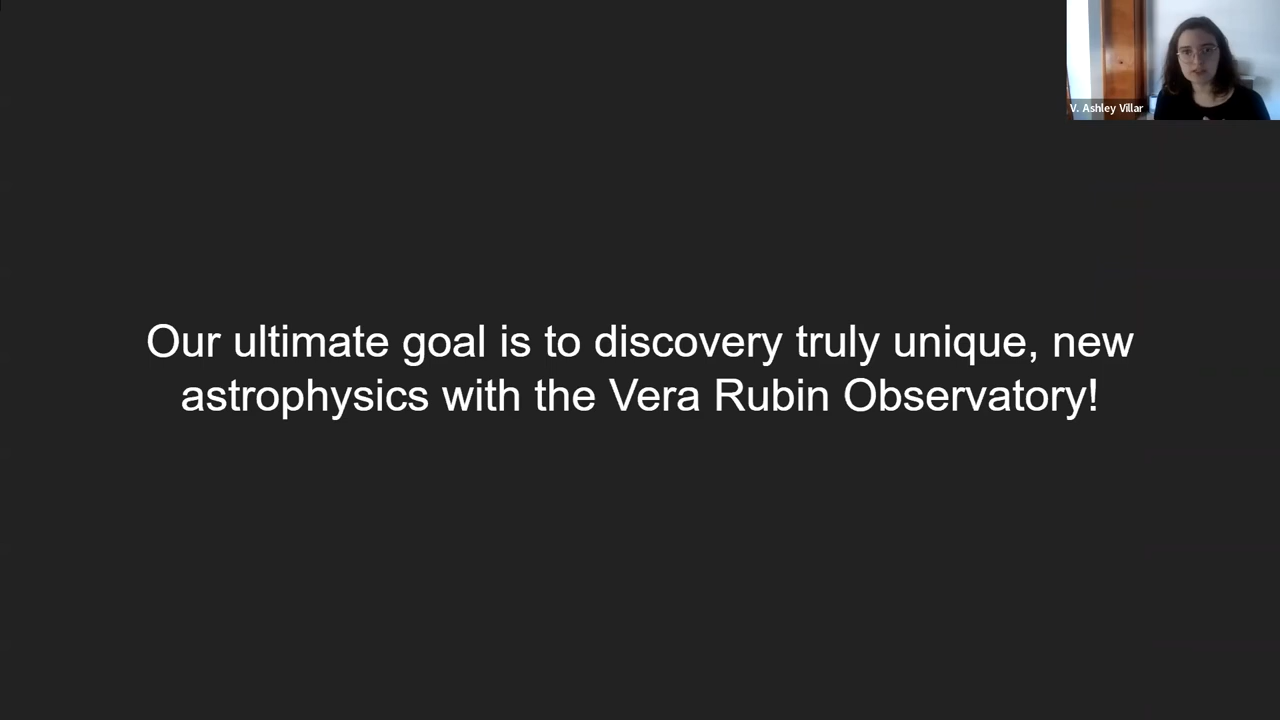 V. Ashley Villar
Our ultimate goal is to discovery truly unique, new
astrophysics with the Vera Rubin Observatory!